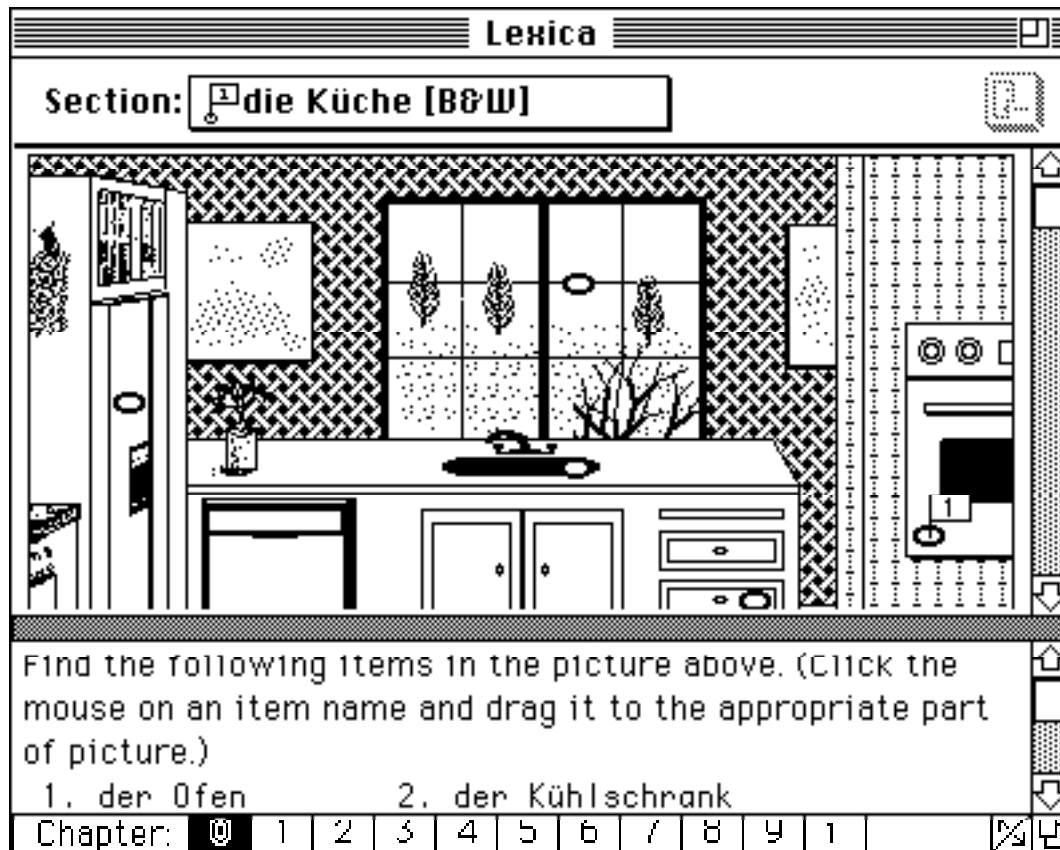 Lexica
Section: 1 die Küche [B&W]
1
Find the following items in the picture above. (Click the
mouse on an item name and drag it to the appropriate part
of picture.)
1. der Ofen 2. der Kühlschrank
Chapter: 0 1 2 3 4 5 6 7 8 9